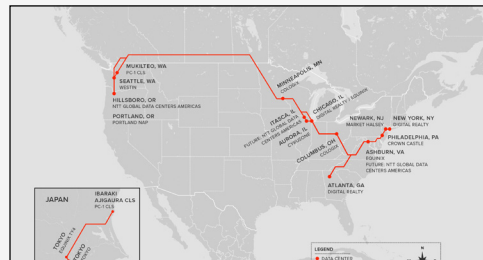 MUKILTEO, WA
PC-1 CLS
SEATTLE, WA
WESTIN
HILLSBORO, OR
NTT GLOBAL DATA CENTERS AMERICAS
PORTLAND, OR
PORTLAND NAP
MINNEAPOLIS, MN
COLONIX
CHICAGO, IL
DIGITAL REALTY / EQUINIX
ITASCA, IL
FUTURE: NTT GLOBAL DATA
CENTERS AMERICAS
AURORA, IL
CYRUSONE
COLUMBUS, OH
COLOGIX
NEWARK, NJ
MARKET HALSEY
NEW YORK, NY
DIGITAL REALTY
PHILADELPHIA, PA
CROWN CASTLE
ASHBURN, VA
EQUINIX
FUTURE: NTT GLOBAL DATA
CENTERS AMERICAS
ATLANTA, GA
DIGITAL REALTY
JAPAN
IBARAKI
AJIGAURA CLS
PC-1 CLS
TOKYO
EQUINIX
TOKYO
LEGEND
DATA CENTER
N